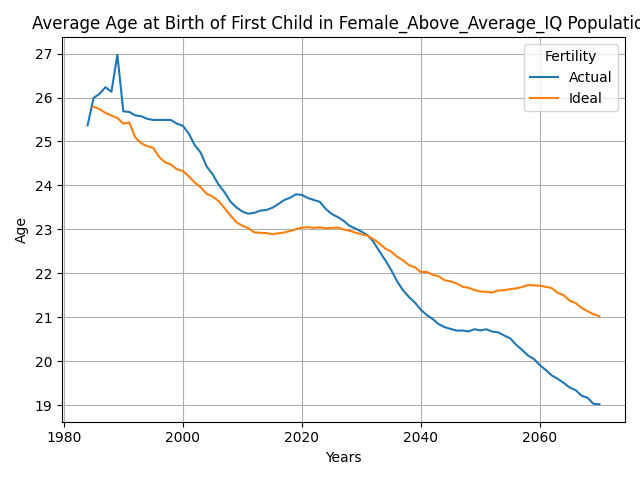 Average Age at Birth of First Child in Female_Above_Average_IQ Populatio
Fertility
Actual
Ideal
27
26
25
24
23
22
21
20
19
Age
1980
2000
2020
2040
2060
Years